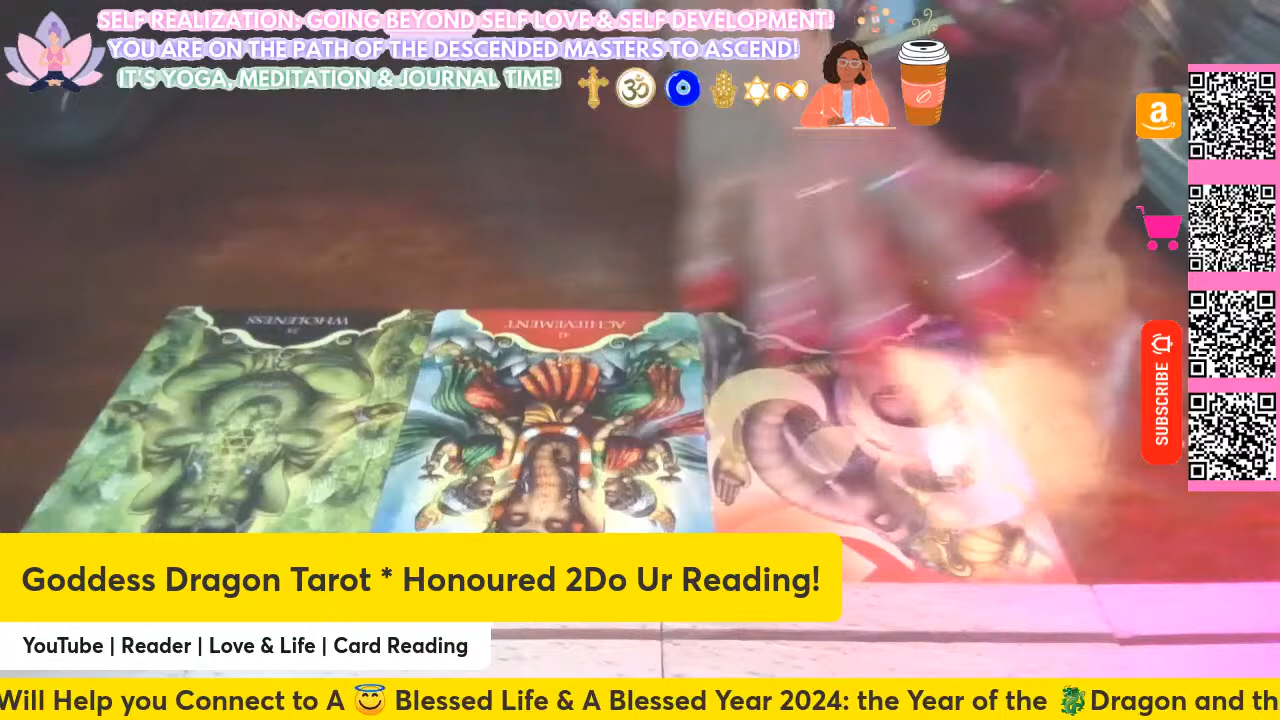 SELF REALIZATION: GOING BEYOND SELF LOVE & SELF DEVELOPMENT!
YOU ARE ON THE PATH OF THE DESCENDED MASTERS TO ASCEND!
IT'S YOGA, MEDITATION & JOURNAL TIME!
ॐ
a
SUBSCRIBE
54
WHOLENESS
42
ACHIEVEMENT
Goddess Dragon Tarot * Honoured 2Do Ur Reading!
YouTube | Reader | Love & Life | Card Reading
Will Help you Connect to A 😇 Blessed Life & A Blessed Year 2024: the Year of the 🐉Dragon and th